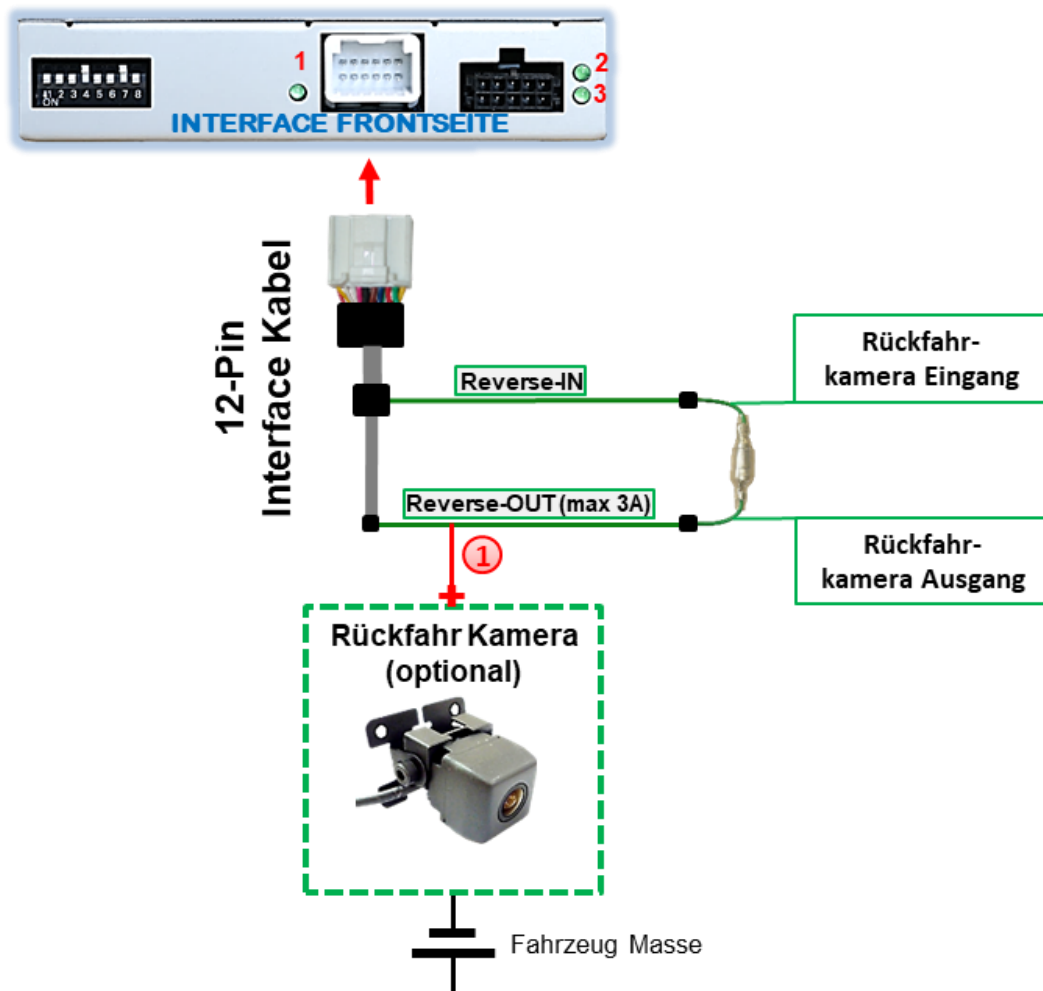 1
2
3
1 2 3 4 5 6 7 8
ON
INTERFACE FRONTSEITE
12-Pin
Interface Kabel
Reverse-IN
Rückfahr-
kamera Eingang
Reverse-OUT (max 3A)
Rückfahr-
kamera Ausgang
1
Rückfahr Kamera
(optional)
Fahrzeug Masse